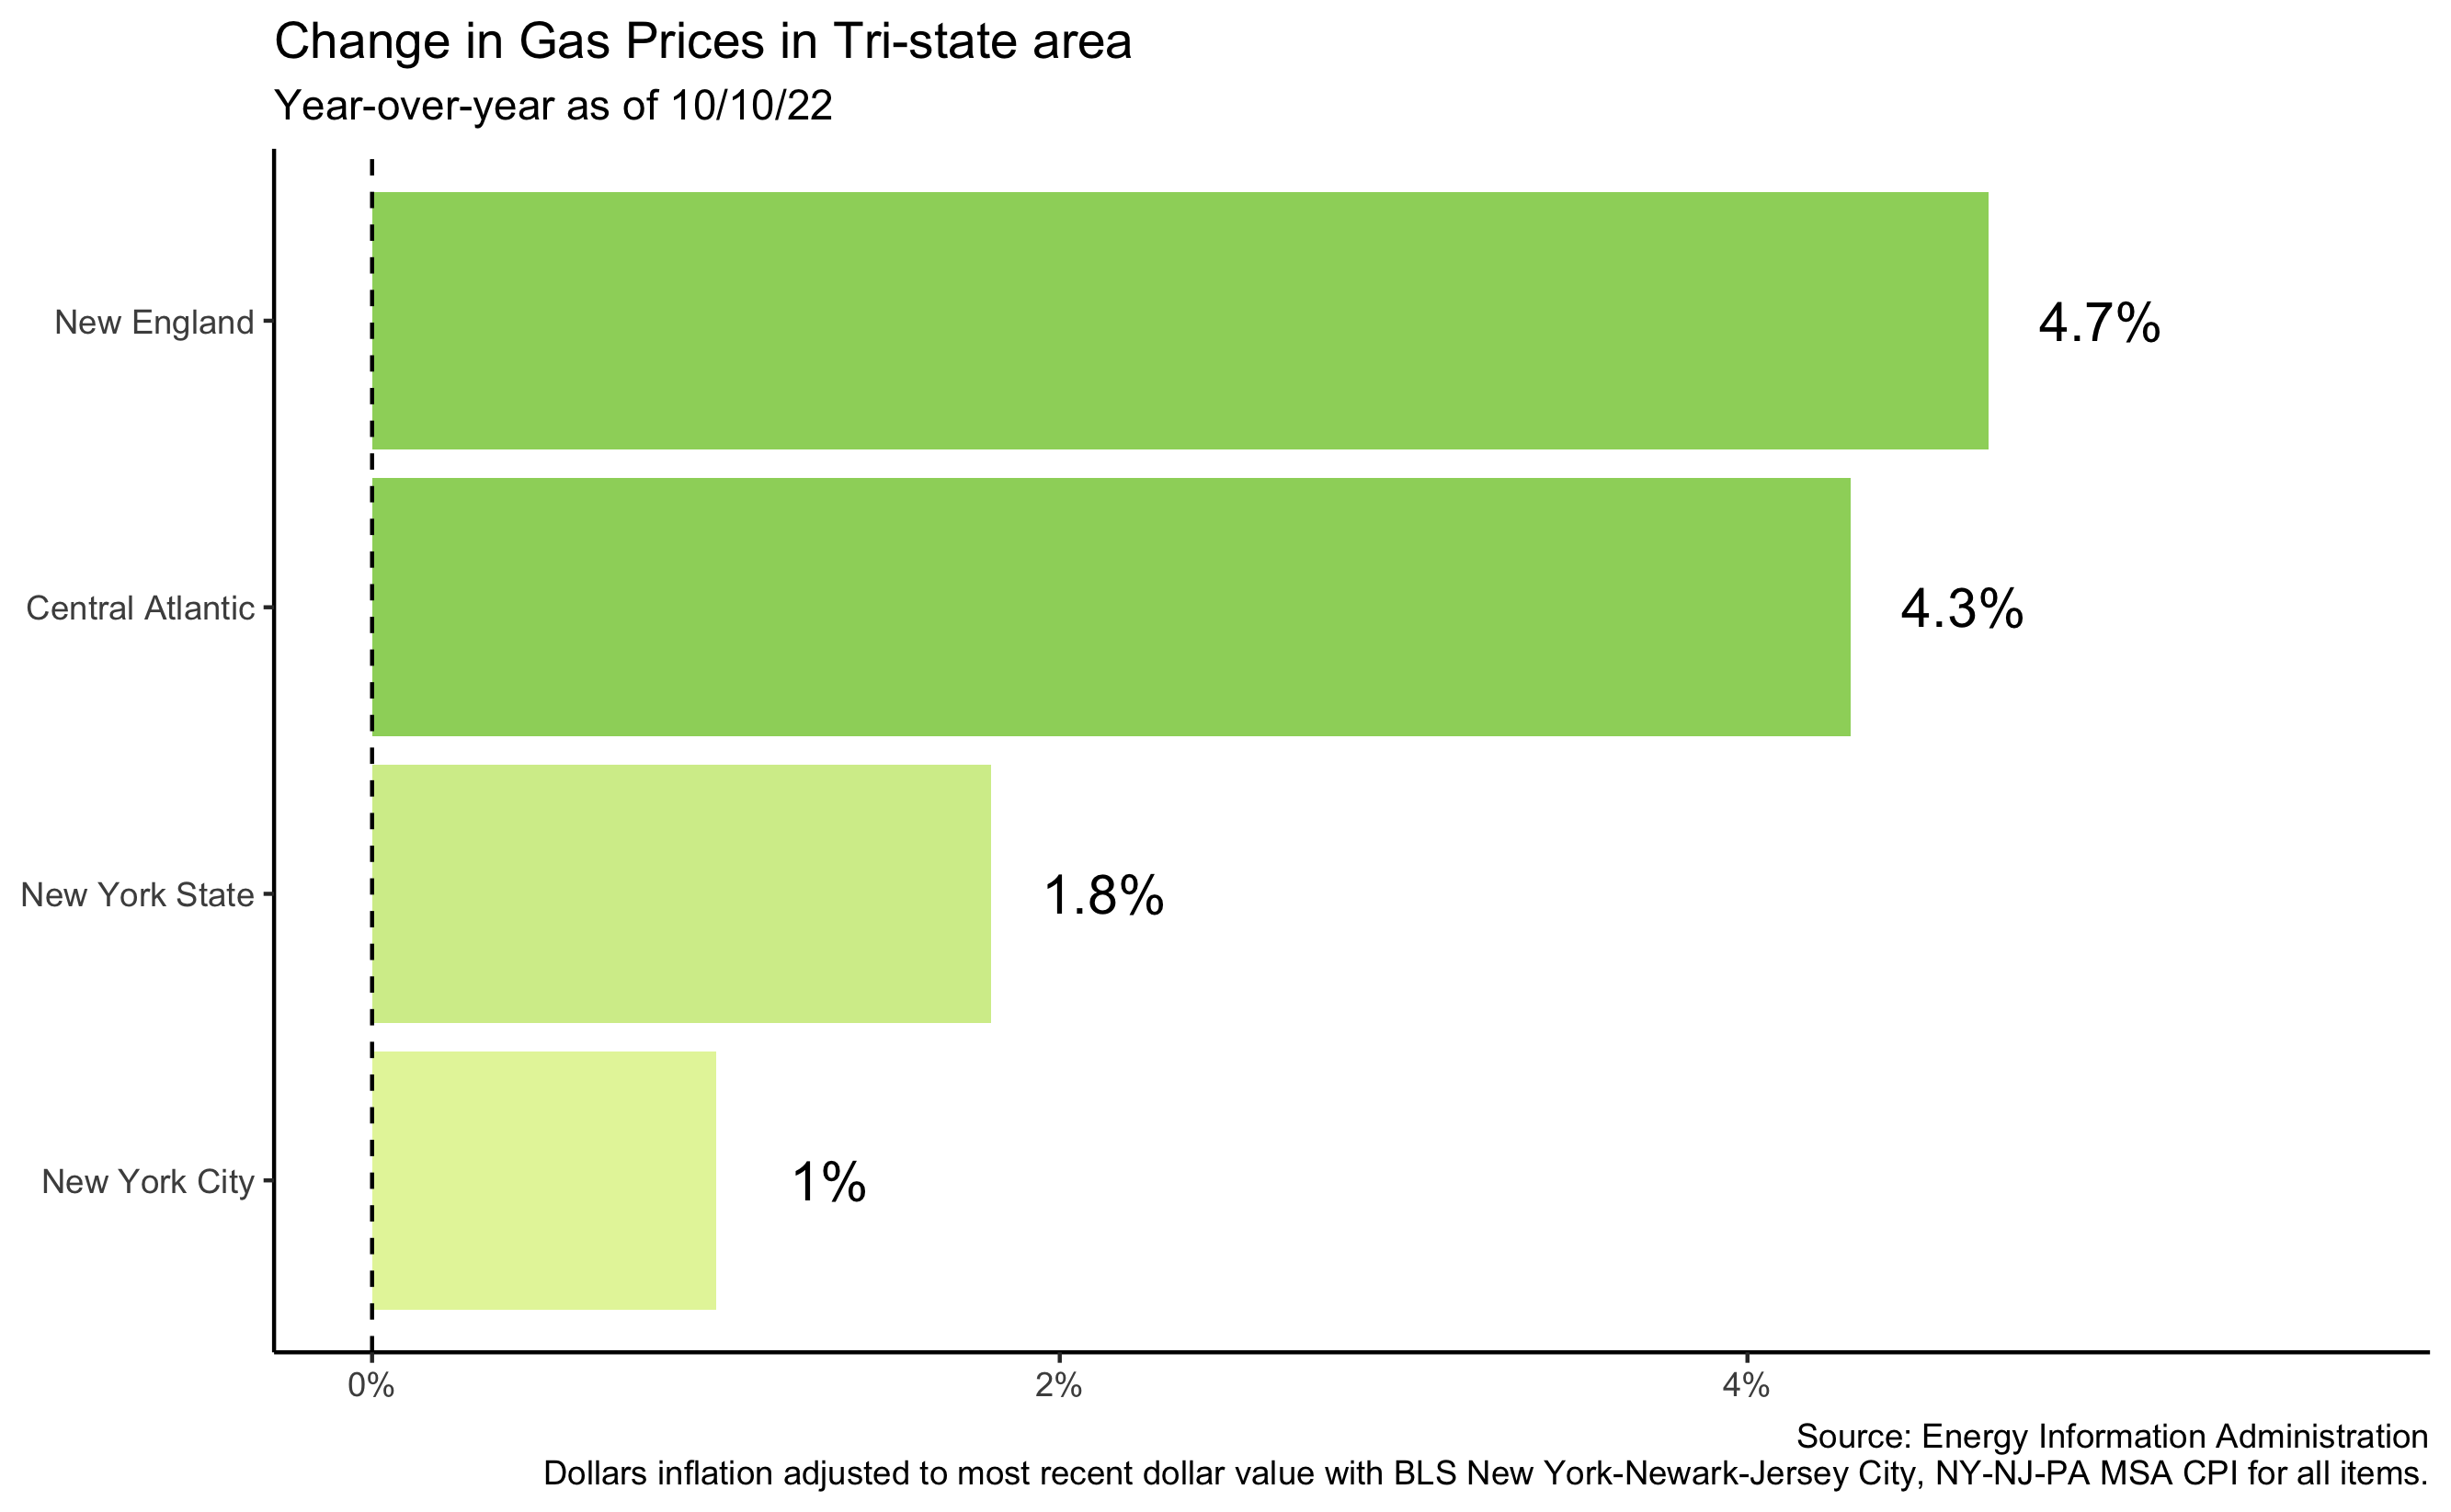 Change in Gas Prices in Tri-state area
Year-over-year as of 10/10/22
New England
4.7%
Central Atlantic
4.3%
New York State
1.8%
New York City
1%
0%
2%
4%
Source: Energy Information Administration
Dollars inflation adjusted to most recent dollar value with BLS New York-Newark-Jersey City, NY-NJ-PA MSA CPI for all items.